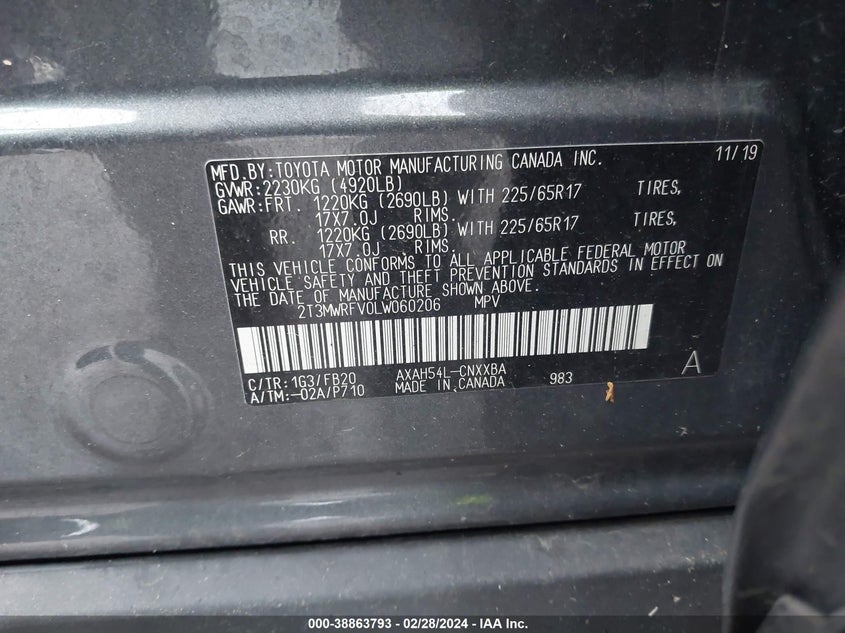 MFD.BY:TOYOTA MOTOR MANUFACTURING CANADA INC. 11/19
GVWR:2230KG (4920LB)
GAWR:FRT. 1220KG (2690LB) WITH 225/65R17 TIRES,
17X7.0J RIMS.
RR. 1220KG (2690LB) WITH 225/65R17 TIRES,
17X7.0J RIMS.
THIS VEHICLE CONFORMS TO ALL APPLICABLE FEDERAL MOTOR
VEHICLE SAFETY AND THEFT PREVENTION STANDARDS IN EFFECT ON
THE DATE OF MANUFACTURE SHOWN ABOVE.
2T3MWRFV0LW060206 MPV
C/TR:1G3/FB20 AXAH54L-CNXXBA
A/TM:-02A/P710 MADE IN CANADA 983 A
000-38863793 - 02/28/2024 - IAA Inc.